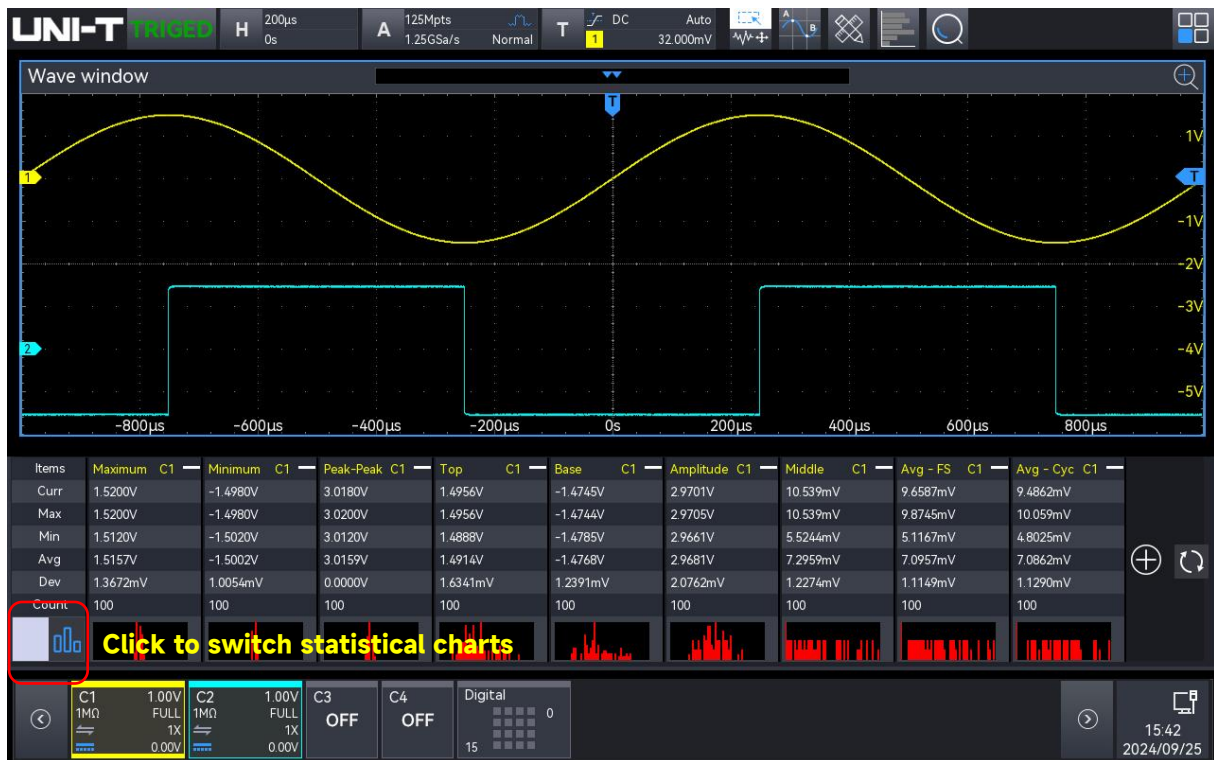 UNI-T TRIGED H 200μs 0s A 125Mpts 1.25GSa/s Normal T DC 1 Auto 32.000mV A B
Wave window
T
1V
1 T
-1V
-2V
-3V
2 -4V
-5V
-800μs -600μs -400μs -200μs 0s 200μs 400μs 600μs 800μs
Items Maximum C1 Minimum C1 Peak-Peak C1 Top C1 Base C1 Amplitude C1 Middle C1 Avg - FS C1 Avg - Cyc C1
Curr 1.5200V -1.4980V 3.0180V 1.4956V -1.4745V 2.9701V 10.539mV 9.6587mV 9.4862mV
Max 1.5200V -1.4980V 3.0200V 1.4956V -1.4744V 2.9705V 10.539mV 9.8745mV 10.059mV
Min 1.5120V -1.5020V 3.0120V 1.4888V -1.4785V 2.9661V 5.5244mV 5.1167mV 4.8025mV
Avg 1.5157V -1.5002V 3.0159V 1.4914V -1.4768V 2.9681V 7.2959mV 7.0957mV 7.0862mV
Dev 1.3672mV 1.0054mV 0.0000V 1.6341mV 1.2391mV 2.0762mV 1.2274mV 1.1149mV 1.1290mV
Count 100 100 100 100 100 100 100 100 100
Click to switch statistical charts
C1 1.00V C2 1.00V C3 C4 Digital
1MΩ FULL 1MΩ FULL OFF OFF 0
1X 1X
0.00V 0.00V 15
15:42
2024/09/25